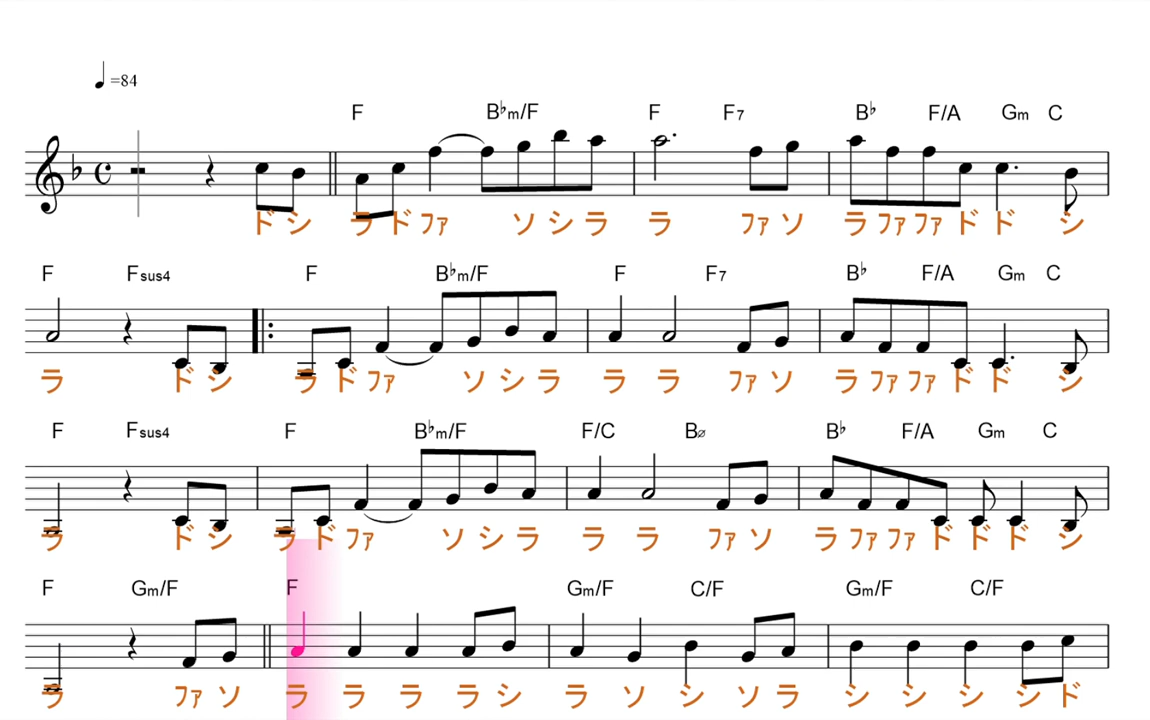 =84
F B♭m/F F F7 B♭ F/A Gm C
ド シ ラ ド ファ ソ シ ラ ラ ファ ソ ラ ファ ファ ド ド シ
F Fsus4 F B♭m/F F F7 B♭ F/A Gm C
ラ ド シ ラ ド ファ ソ シ ラ ラ ラ ファ ソ ラ ファ ファ ド ド シ
F Fsus4 F B♭m/F F/C Bø B♭ F/A Gm C
ラ ド シ ラ ド ファ ソ シ ラ ラ ラ ファ ソ ラ ファ ファ ド ド ド シ
F Gm/F F Gm/F C/F Gm/F C/F
ラ ファ ソ ラ ラ ラ ラ シ ラ ソ シ ソ ラ シ シ シ シ ド